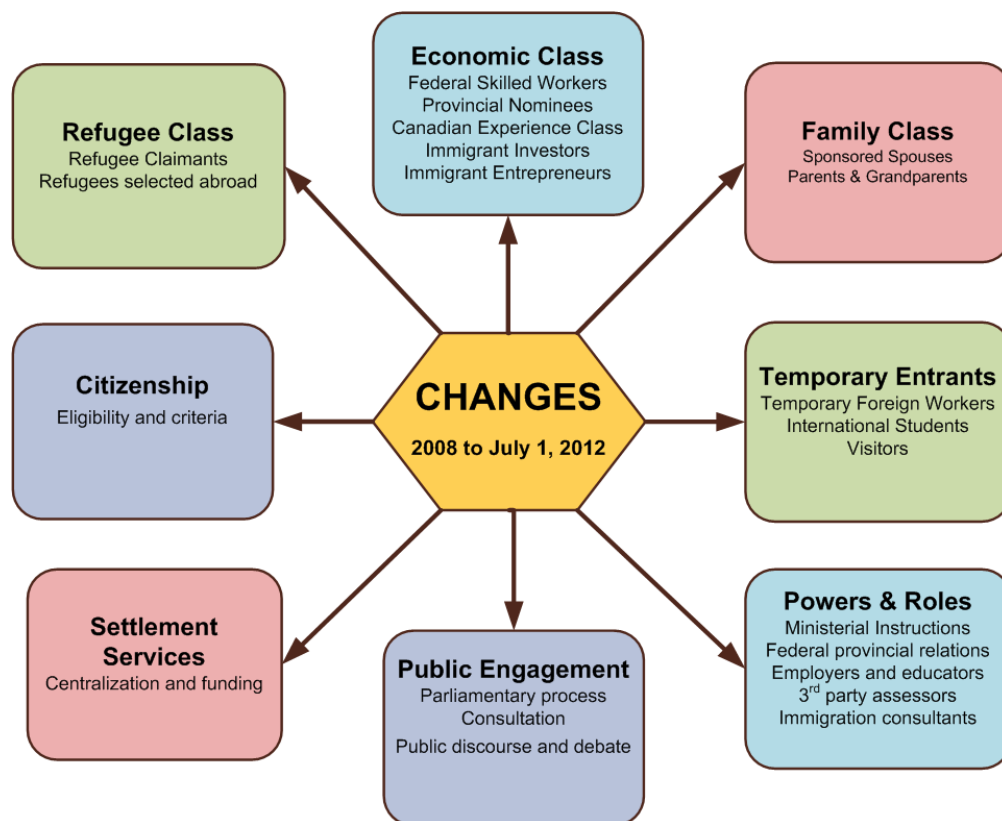 Economic Class
Federal Skilled Workers
Provincial Nominees
Canadian Experience Class
Immigrant Investors
Immigrant Entrepreneurs
Refugee Class
Refugee Claimants
Refugees selected abroad
Family Class
Sponsored Spouses
Parents & Grandparents
Citizenship
Eligibility and criteria
CHANGES
2008 to July 1, 2012
Temporary Entrants
Temporary Foreign Workers
International Students
Visitors
Settlement
Services
Centralization and funding
Public Engagement
Parliamentary process
Consultation
Public discourse and debate
Powers & Roles
Ministerial Instructions
Federal provincial relations
Employers and educators
3rd party assessors
Immigration consultants